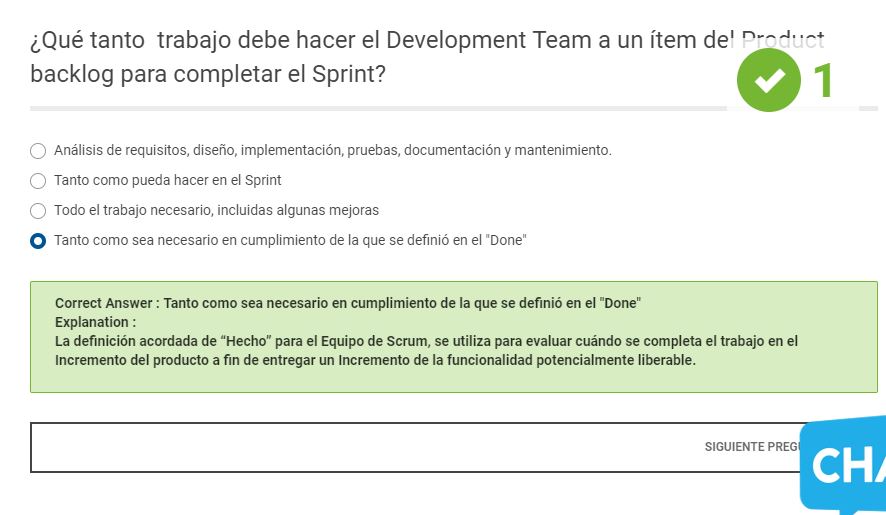 ¿Qué tanto  trabajo debe hacer el Development Team a un ítem del Product
backlog para completar el Sprint?
1
Análisis de requisitos, diseño, implementación, pruebas, documentación y mantenimiento.
Tanto como pueda hacer en el Sprint
Todo el trabajo necesario, incluidas algunas mejoras
Tanto como sea necesario en cumplimiento de la que se definió en el "Done"
Correct Answer : Tanto como sea necesario en cumplimiento de la que se definió en el "Done"
Explanation :
La definición acordada de “Hecho” para el Equipo de Scrum, se utiliza para evaluar cuándo se completa el trabajo en el
Incremento del producto a fin de entregar un Incremento de la funcionalidad potencialmente liberable.
SIGUIENTE